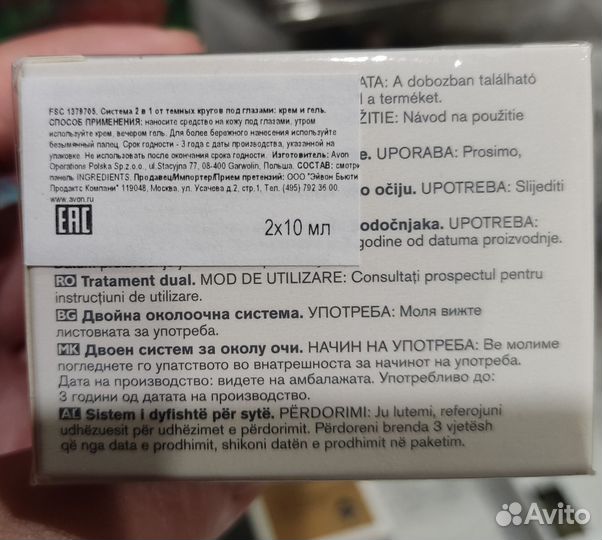 FSC 1379705. Система 2 в 1 от темных кругов под глазами: крем и гель.
СПОСОБ ПРИМЕНЕНИЯ: нанесите средство на кожу под глазами, утром
используйте крем, вечером гель. Для более бережного нанесения используйте
безымянный палец. Срок годности - 3 года с даты производства, указанной на
упаковке. Не использовать после окончания срока годности. Изготовитель: Avon
Operations Polska Sp.z.o.o., ul.Stacyjna 77, 08-400 Garwolin, Польша. СОСТАВ: смотри
панель INGREDIENTS. Продавец/Импортер/Прием претензий: ООО "Эйвон Бьюти
Продактс Компани" 119048, Москва, ул. Усачева д.2, стр.1, Тел. (495) 792 36 00.
www.avon.ru
EAC
2x10 мл
ATA: A dobozban található
l a terméket.
ŽITIE: Návod na použitie
e. UPORABA: Prosimo,
o očiju. UPOTREBA: Slijediti
odočnjaka. UPOTREBA:
godine od datuma proizvodnje.
RO Tratament dual. MOD DE UTILIZARE: Consultați prospectul pentru
instrucțiuni de utilizare.
BG Двойна околоочна система. УПОТРЕБА: Моля вижте
листовката за употреба.
MK Двоен систем за околу очи. НАЧИН НА УПОТРЕБА: Ве молиме
погледнете го упатството во внатрешноста за начинот на употреба.
Дата на производство: видете на амбалажата. Употребливо до:
3 години од датата на производство.
AL Sistem i dyfishtë për sytë. PËRDORIMI: Ju lutemi, referojuni
udhëzuesit për udhëzimet e përdorimit. Përdoreni brenda 3 vjetësh
që nga data e prodhimit, shikoni datën e prodhimit në paketim.
Avito